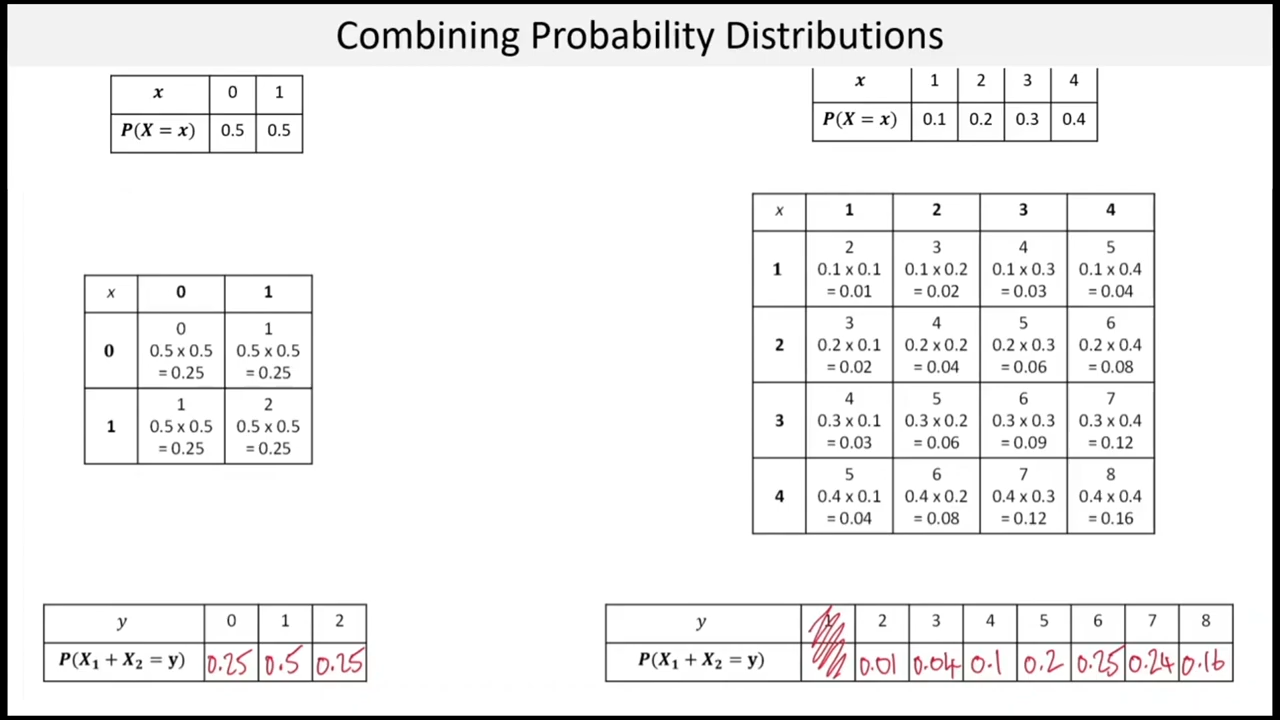 Combining Probability Distributions
x 0 1
P(X = x) 0.5 0.5
x 1 2 3 4
P(X = x) 0.1 0.2 0.3 0.4
x 0 1
0 1
0 0.5 x 0.5 0.5 x 0.5
= 0.25 = 0.25
1 2
1 0.5 x 0.5 0.5 x 0.5
= 0.25 = 0.25
x 1 2 3 4
2 3 4 5
1 0.1 x 0.1 0.1 x 0.2 0.1 x 0.3 0.1 x 0.4
= 0.01 = 0.02 = 0.03 = 0.04
3 4 5 6
2 0.2 x 0.1 0.2 x 0.2 0.2 x 0.3 0.2 x 0.4
= 0.02 = 0.04 = 0.06 = 0.08
4 5 6 7
3 0.3 x 0.1 0.3 x 0.2 0.3 x 0.3 0.3 x 0.4
= 0.03 = 0.06 = 0.09 = 0.12
5 6 7 8
4 0.4 x 0.1 0.4 x 0.2 0.4 x 0.3 0.4 x 0.4
= 0.04 = 0.08 = 0.12 = 0.16
y 0 1 2
P(X₁ + X₂ = y) 0.25 0.5 0.25
y 2 3 4 5 6 7 8
P(X₁ + X₂ = y) 0.01 0.04 0.1 0.2 0.25 0.24 0.16